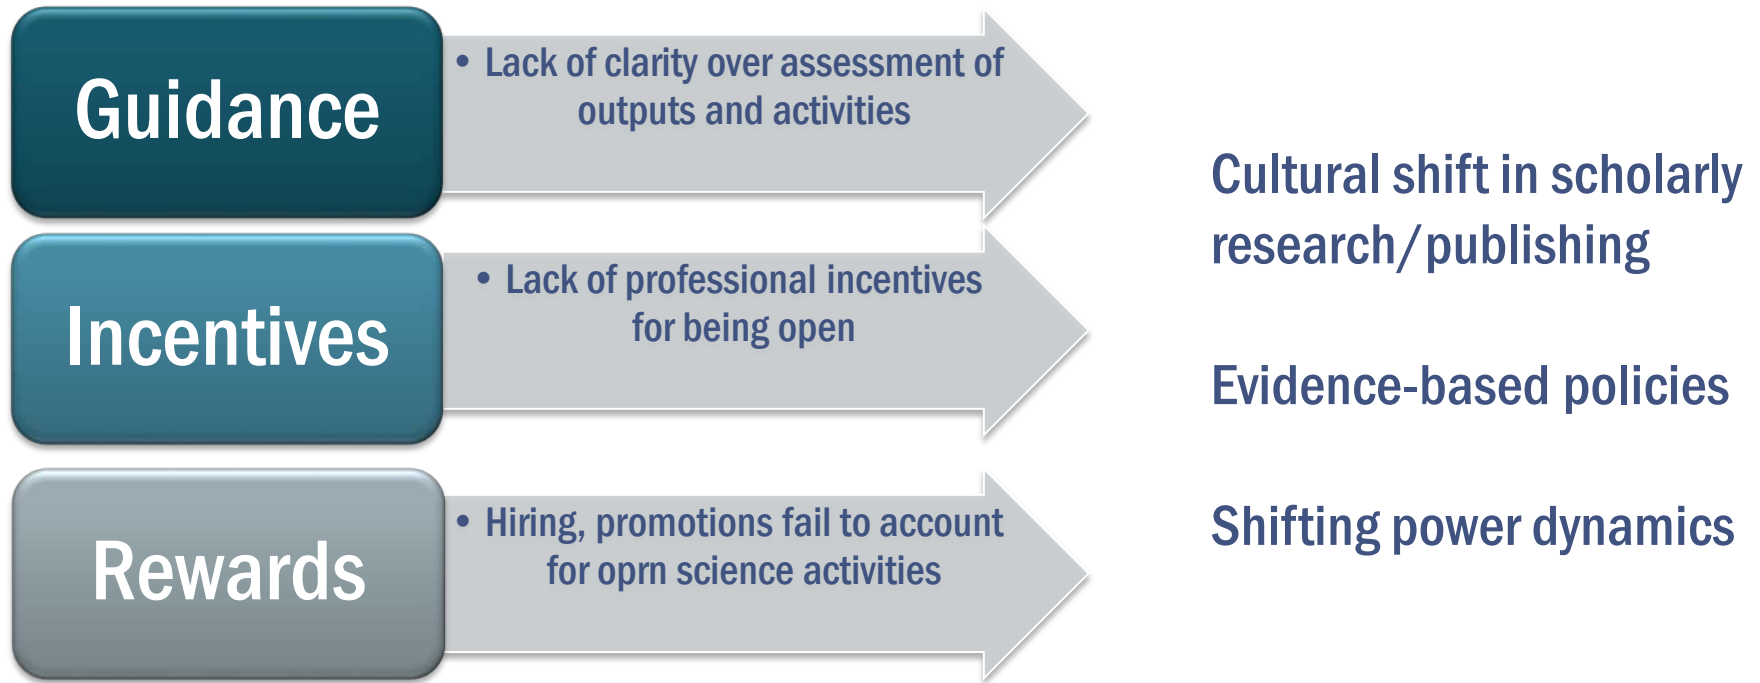 Guidance
• Lack of clarity over assessment of
outputs and activities
Incentives
• Lack of professional incentives
for being open
Rewards
• Hiring, promotions fail to account
for oprn science activities
Cultural shift in scholarly
research/publishing
Evidence-based policies
Shifting power dynamics